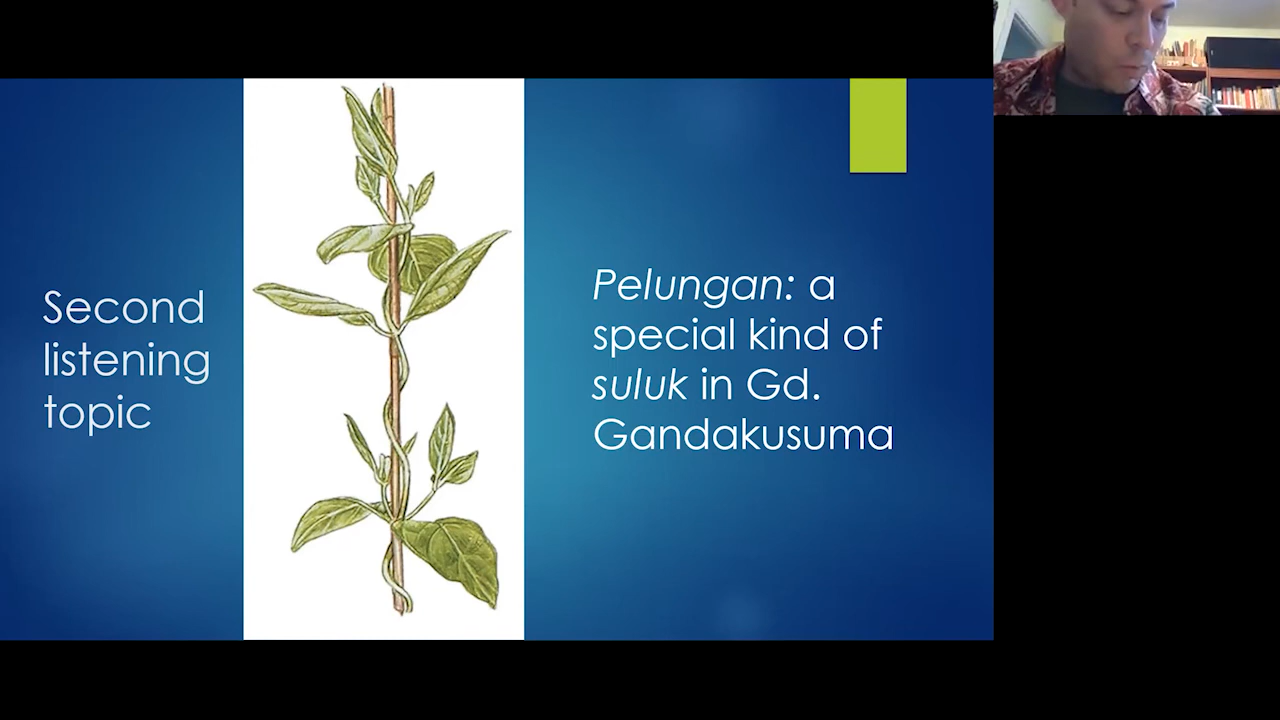 Second
listening
topic
Pelungan: a
special kind of
suluk in Gd.
Gandakusuma